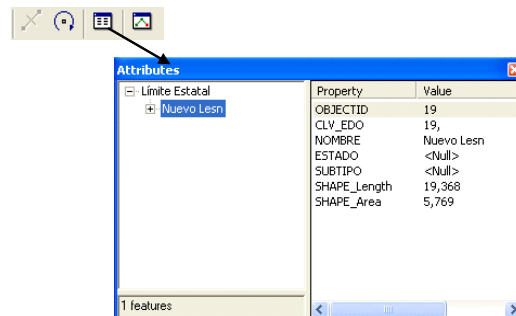 Attributes
Límite Estatal
Nuevo Lesn
Property Value
OBJECTID 19
CLV_EDO 19,
NOMBRE Nuevo Lesn
ESTADO <Null>
SUBTIPO <Null>
SHAPE_Length 19,368
SHAPE_Area 5,769
1 features